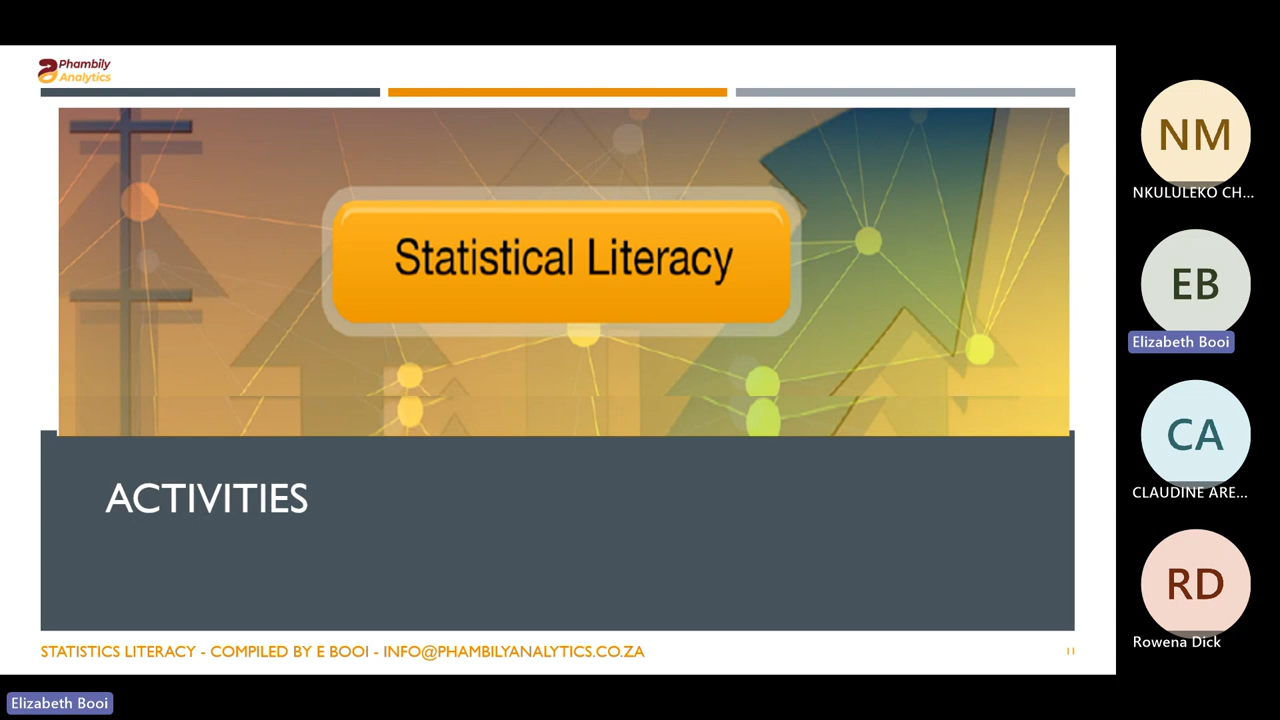 Phambily
Analytics
Statistical Literacy
ACTIVITIES
STATISTICS LITERACY - COMPILED BY E BOOI - INFO@PHAMBILYANALYTICS.CO.ZA
11
NM
NKULULEKO CH...
EB
Elizabeth Booi
CA
CLAUDINE ARE...
RD
Rowena Dick
Elizabeth Booi